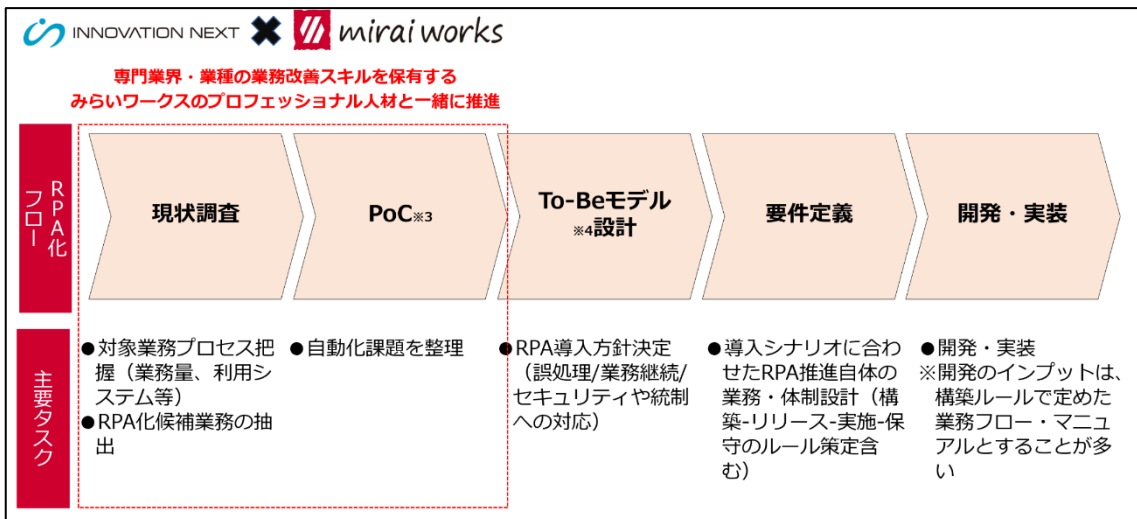 INNOVATION NEXT ✖ mirai works
専門業界・業種の業務改善スキルを保有する
みらいワークスのプロフェッショナル人材と一緒に推進
RPA化
フロー
現状調査
PoC※3
To-Beモデル
※4設計
要件定義
開発・実装
主要タスク
●対象業務プロセス把
握（業務量、利用シ
ステム等）
●RPA化候補業務の抽
出
●自動化課題を整理
●RPA導入方針決定
（誤処理/業務継続/
セキュリティや統制
への対応）
●導入シナリオに合わ
せたRPA推進自体の
業務・体制設計（構
築-リリース-実施-保
守のルール策定含
む）
●開発・実装
※開発のインプットは、
構築ルールで定めた
業務フロー・マニュ
アルとすることが多
い